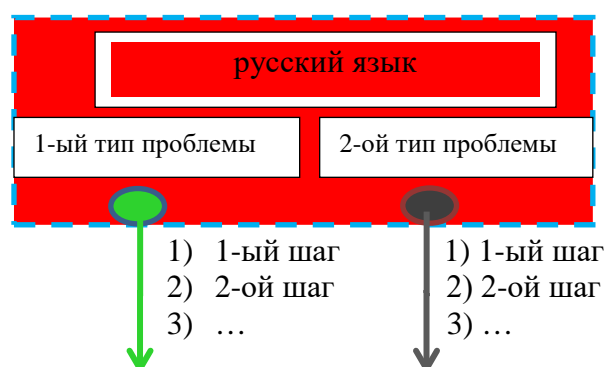 русский язык
1-ый тип проблемы
2-ой тип проблемы
1) 1-ый шаг
2) 2-ой шаг
3) …
1) 1-ый шаг
2) 2-ой шаг
3) …